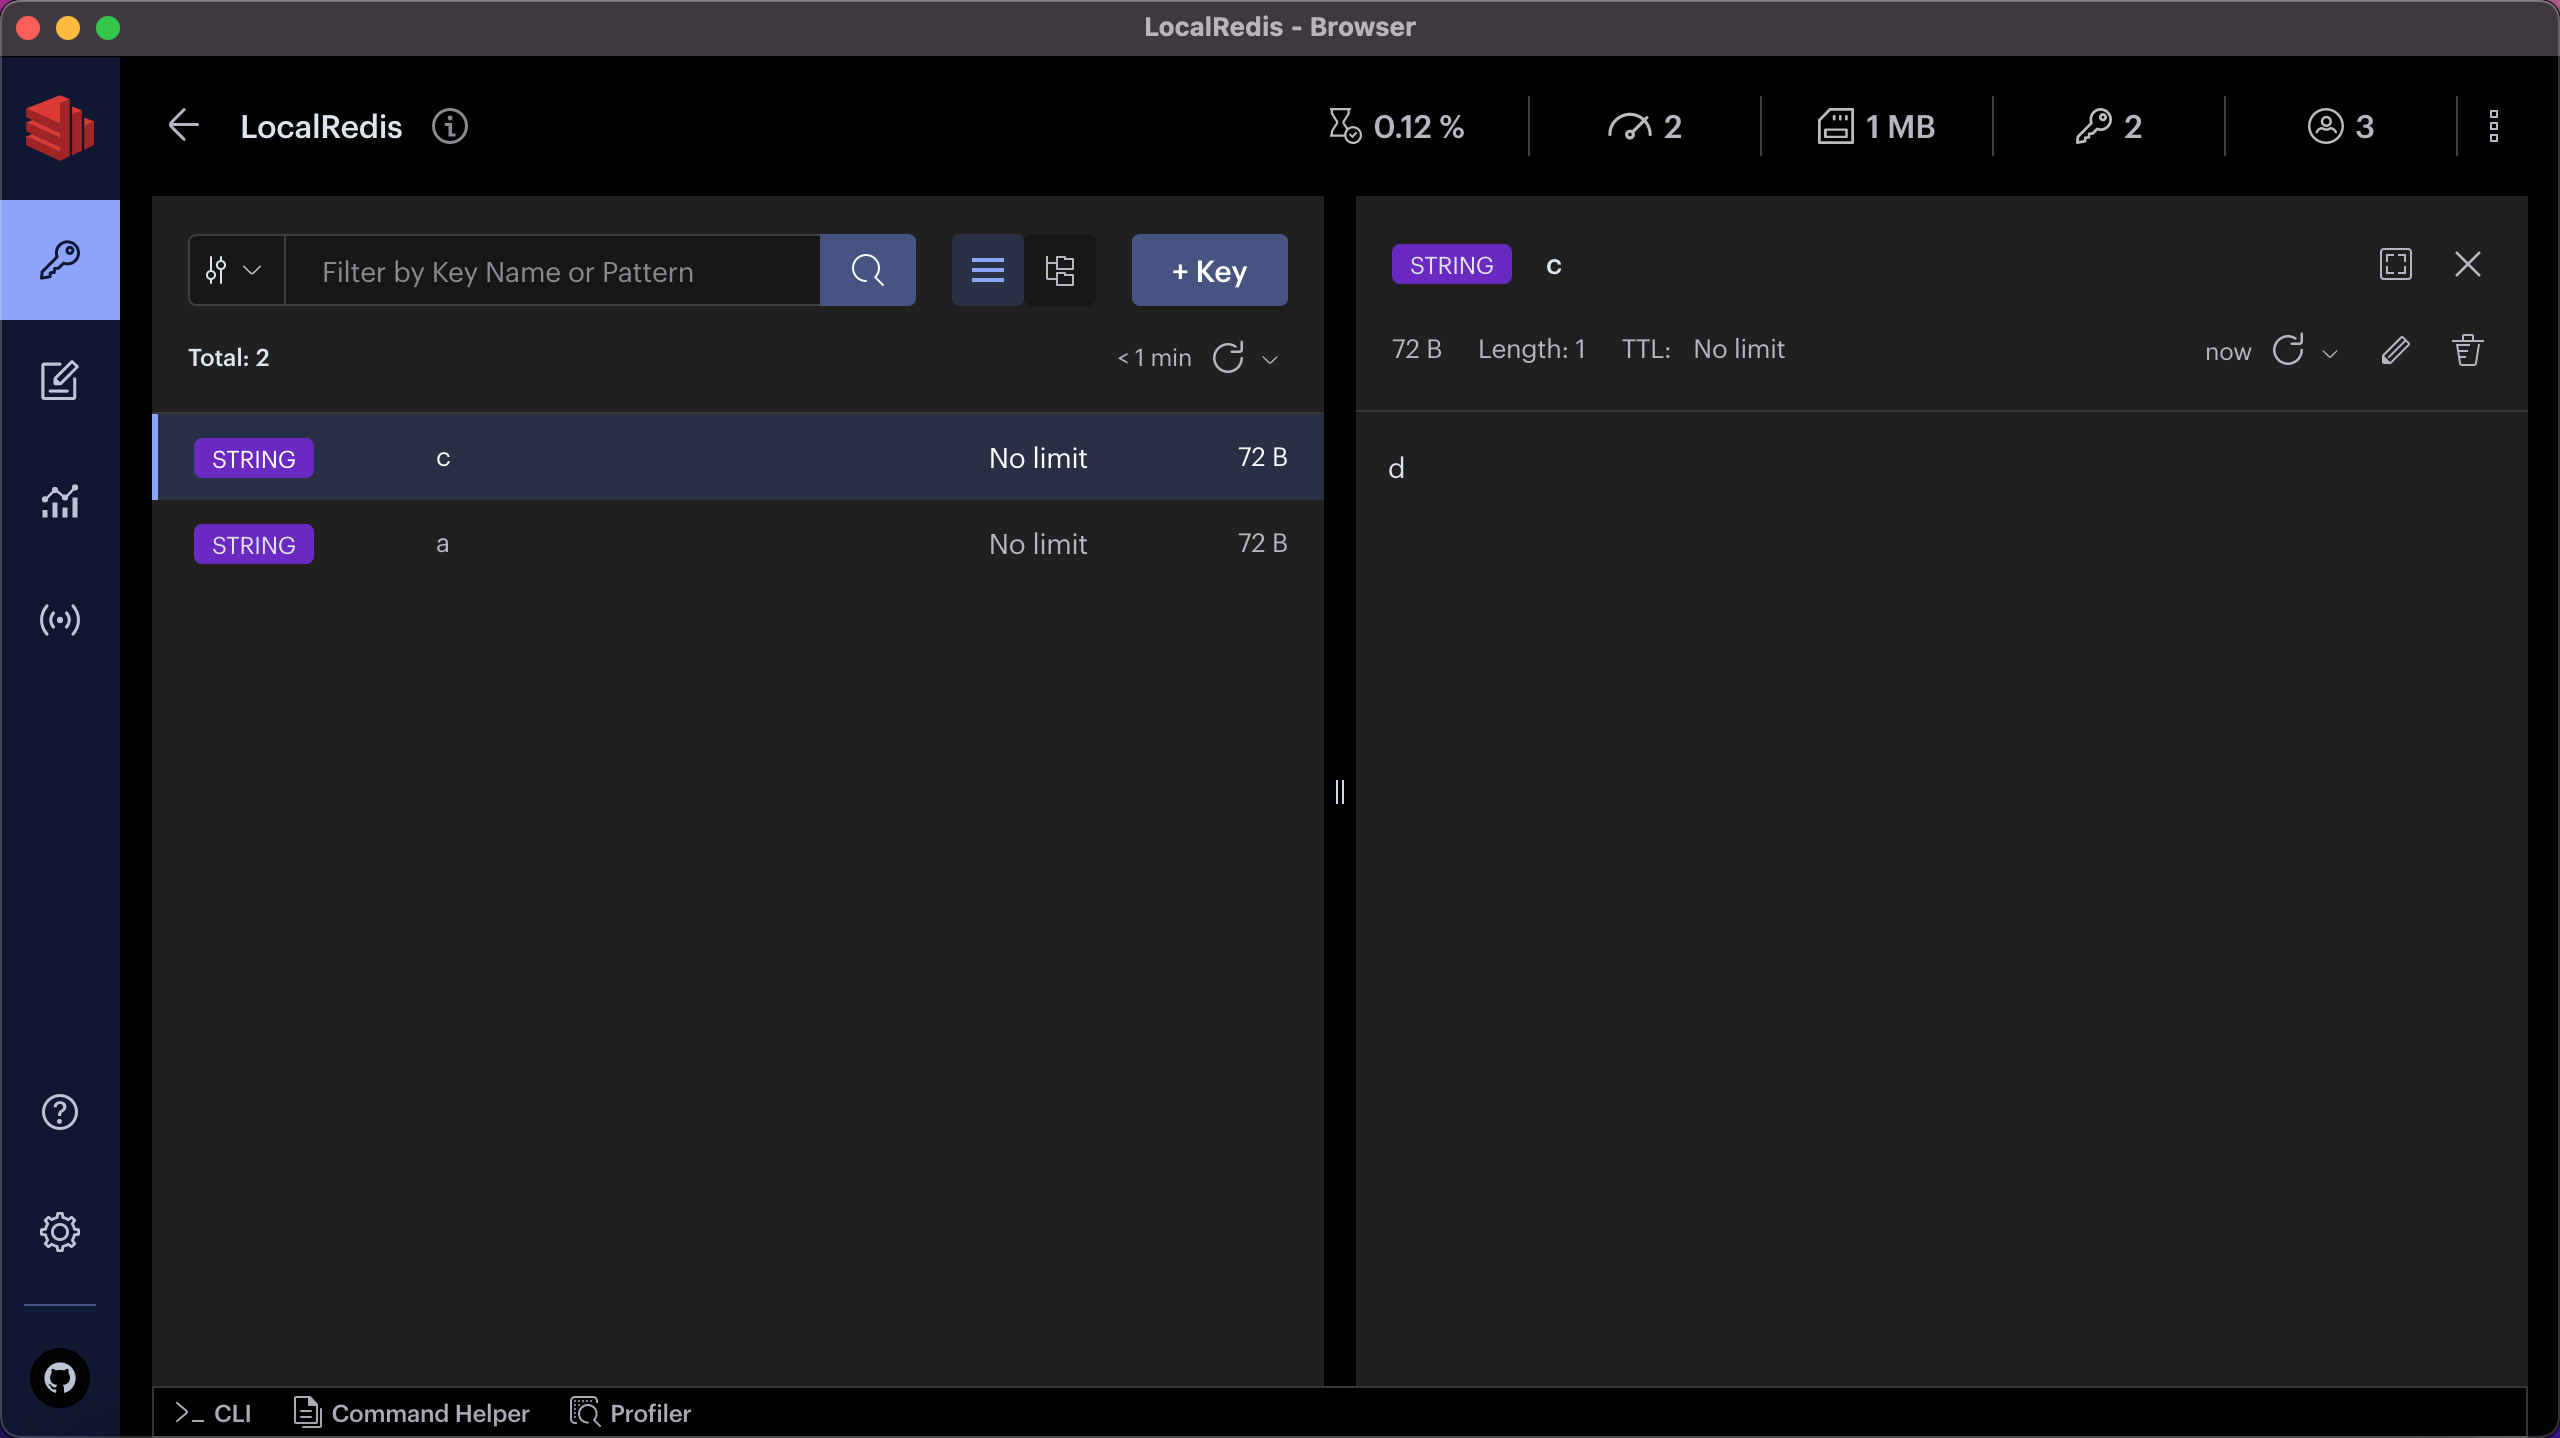 LocalRedis - Browser
LocalRedis
0.12 %
2
1 MB
2
3
Filter by Key Name or Pattern
+ Key
Total: 2
< 1 min
STRING c No limit 72 B
STRING a No limit 72 B
STRING c
72 B Length: 1 TTL: No limit
now
d
>_ CLI
Command Helper
Profiler